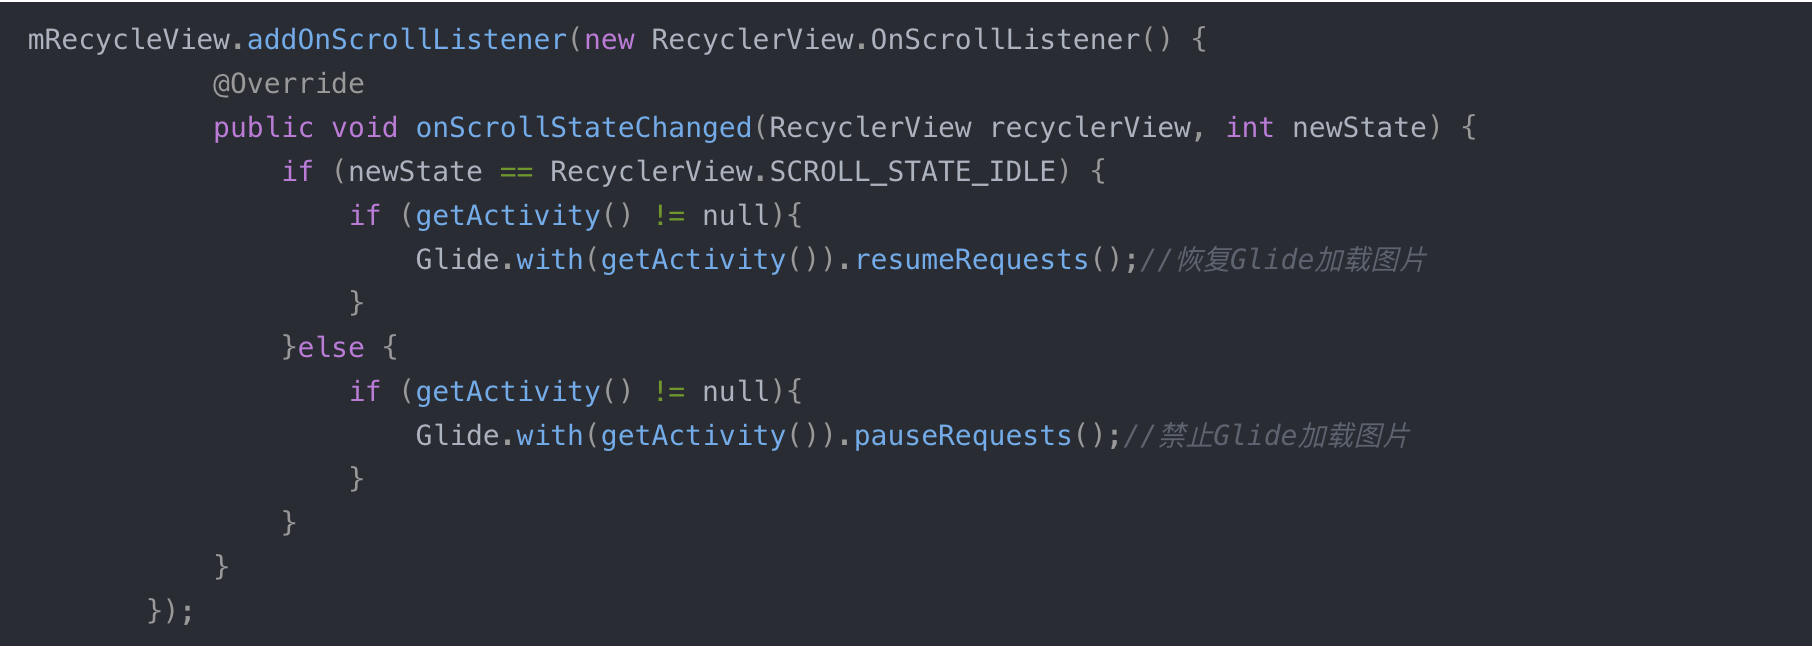 mRecycleView.addOnScrollListener(new RecyclerView.OnScrollListener() {
@Override
public void onScrollStateChanged(RecyclerView recyclerView, int newState) {
if (newState == RecyclerView.SCROLL_STATE_IDLE) {
if (getActivity() != null){
Glide.with(getActivity()).resumeRequests();//恢复Glide加载图片
}
}else {
if (getActivity() != null){
Glide.with(getActivity()).pauseRequests();//禁止Glide加载图片
}
}
}
});